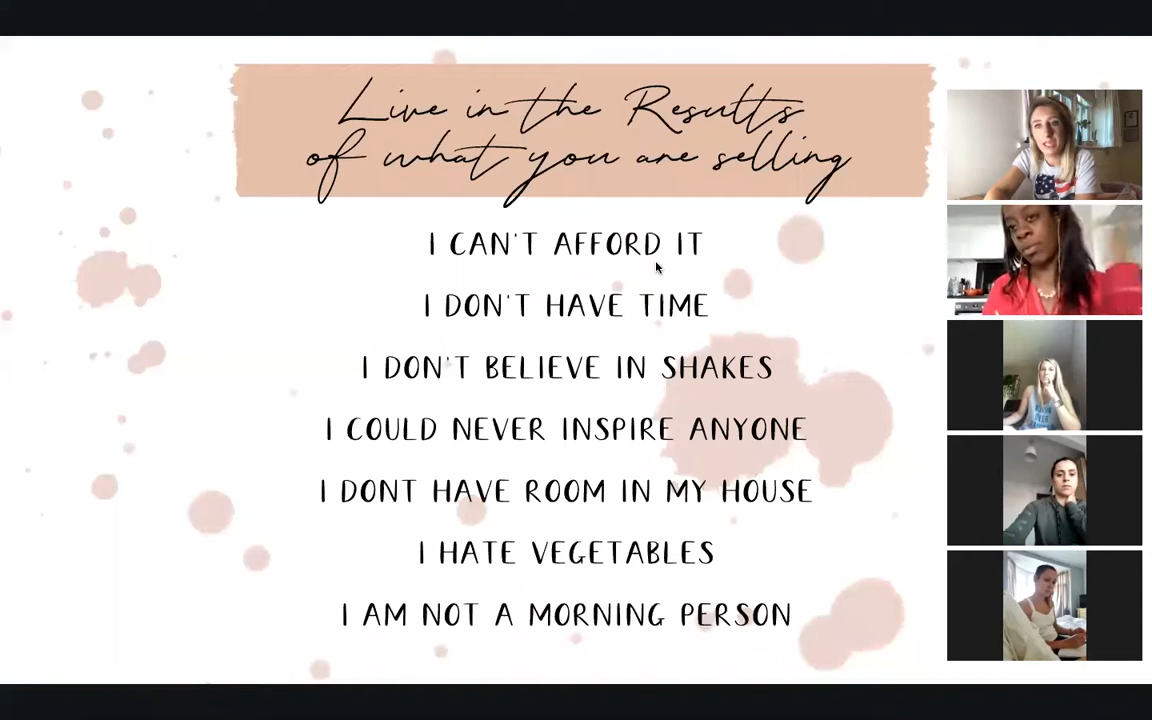 Live in the Results
of what you are selling
I CAN'T AFFORD IT
I DON'T HAVE TIME
I DON'T BELIEVE IN SHAKES
I COULD NEVER INSPIRE ANYONE
I DONT HAVE ROOM IN MY HOUSE
I HATE VEGETABLES
I AM NOT A MORNING PERSON